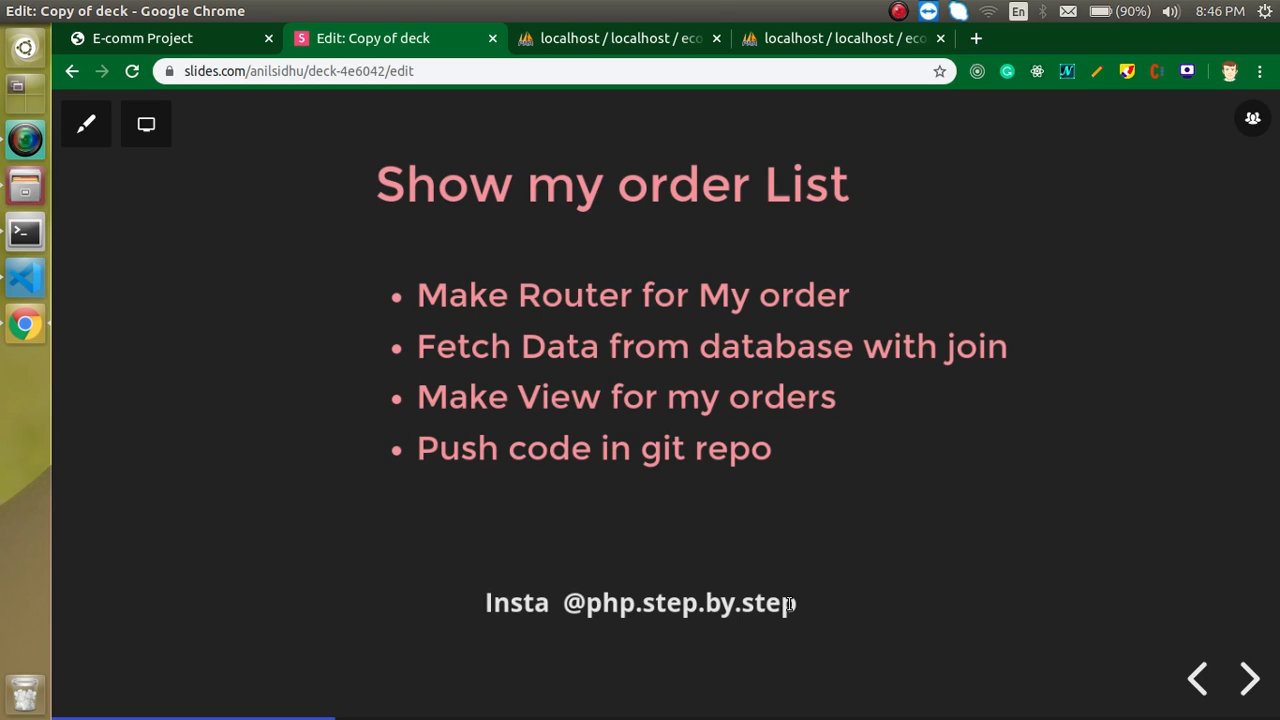 Edit: Copy of deck - Google Chrome
En
(90%)
8:46 PM
E-comm Project
S
Edit: Copy of deck
localhost / localhost / eco
localhost / localhost / eco
slides.com/anilsidhu/deck-4e6042/edit
Show my order List
• Make Router for My order
• Fetch Data from database with join
• Make View for my orders
• Push code in git repo
Insta @php.step.by.step